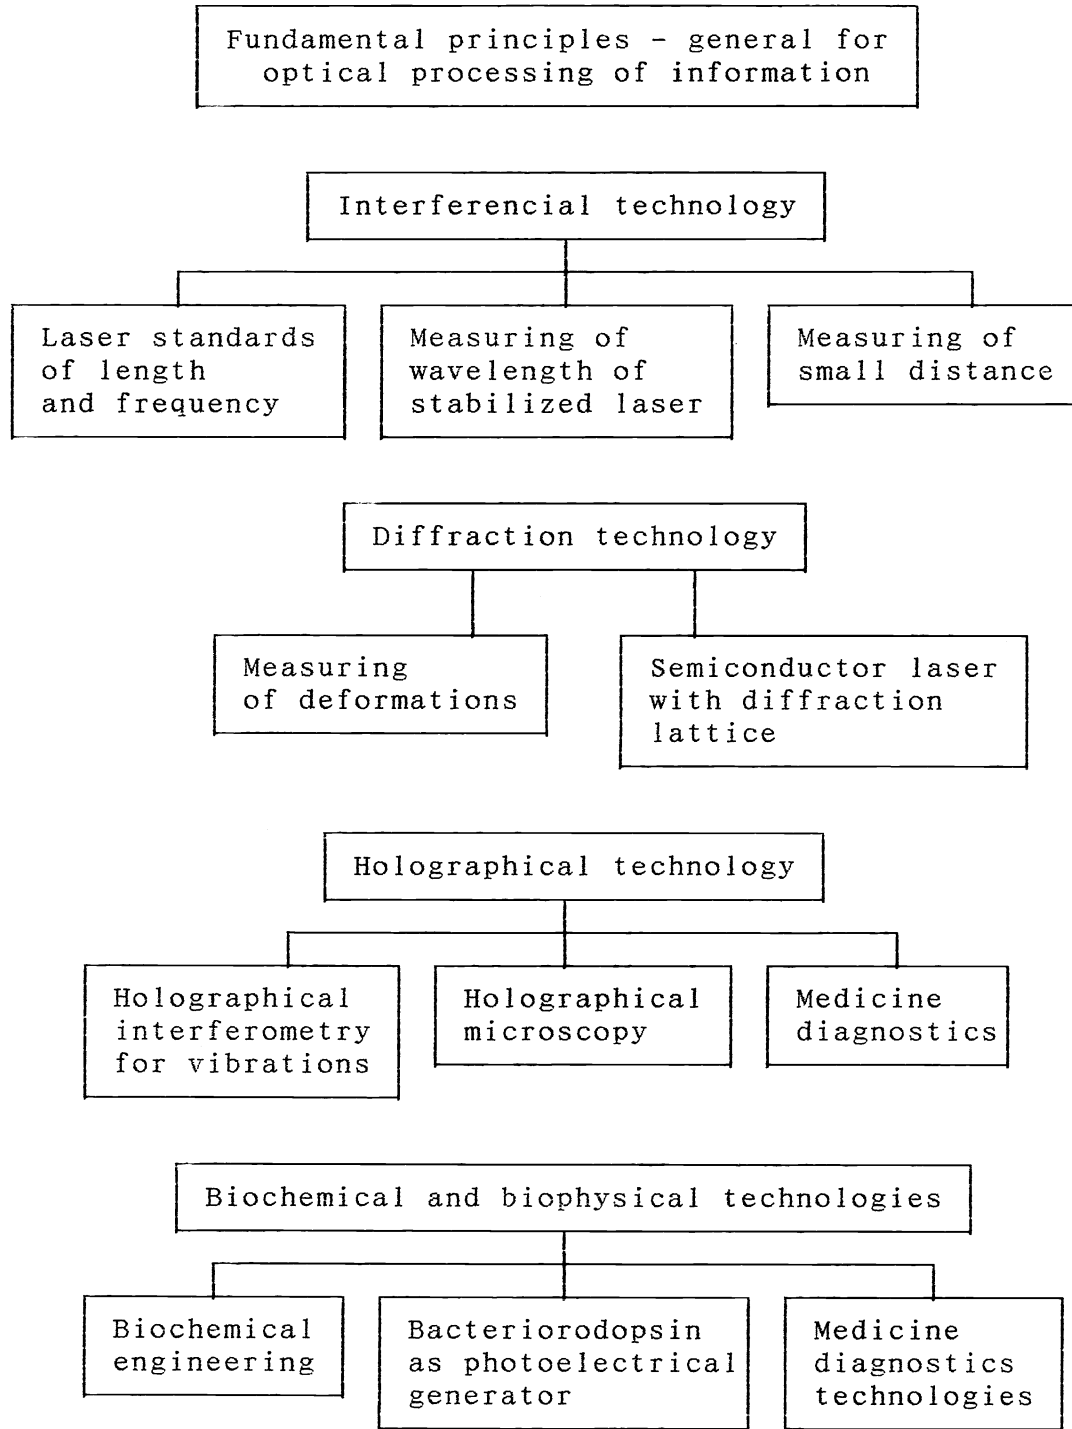 Fundamental principles - general for
optical processing of information
Interferencial technology
Laser standards
of length
and frequency
Measuring of
wavelength of
stabilized laser
Measuring of
small distance
Diffraction technology
Measuring
of deformations
Semiconductor laser
with diffraction
lattice
Holographical technology
Holographical
interferometry
for vibrations
Holographical
microscopy
Medicine
diagnostics
Biochemical and biophysical technologies
Biochemical
engineering
Bacteriorodopsin
as photoelectrical
generator
Medicine
diagnostics
technologies